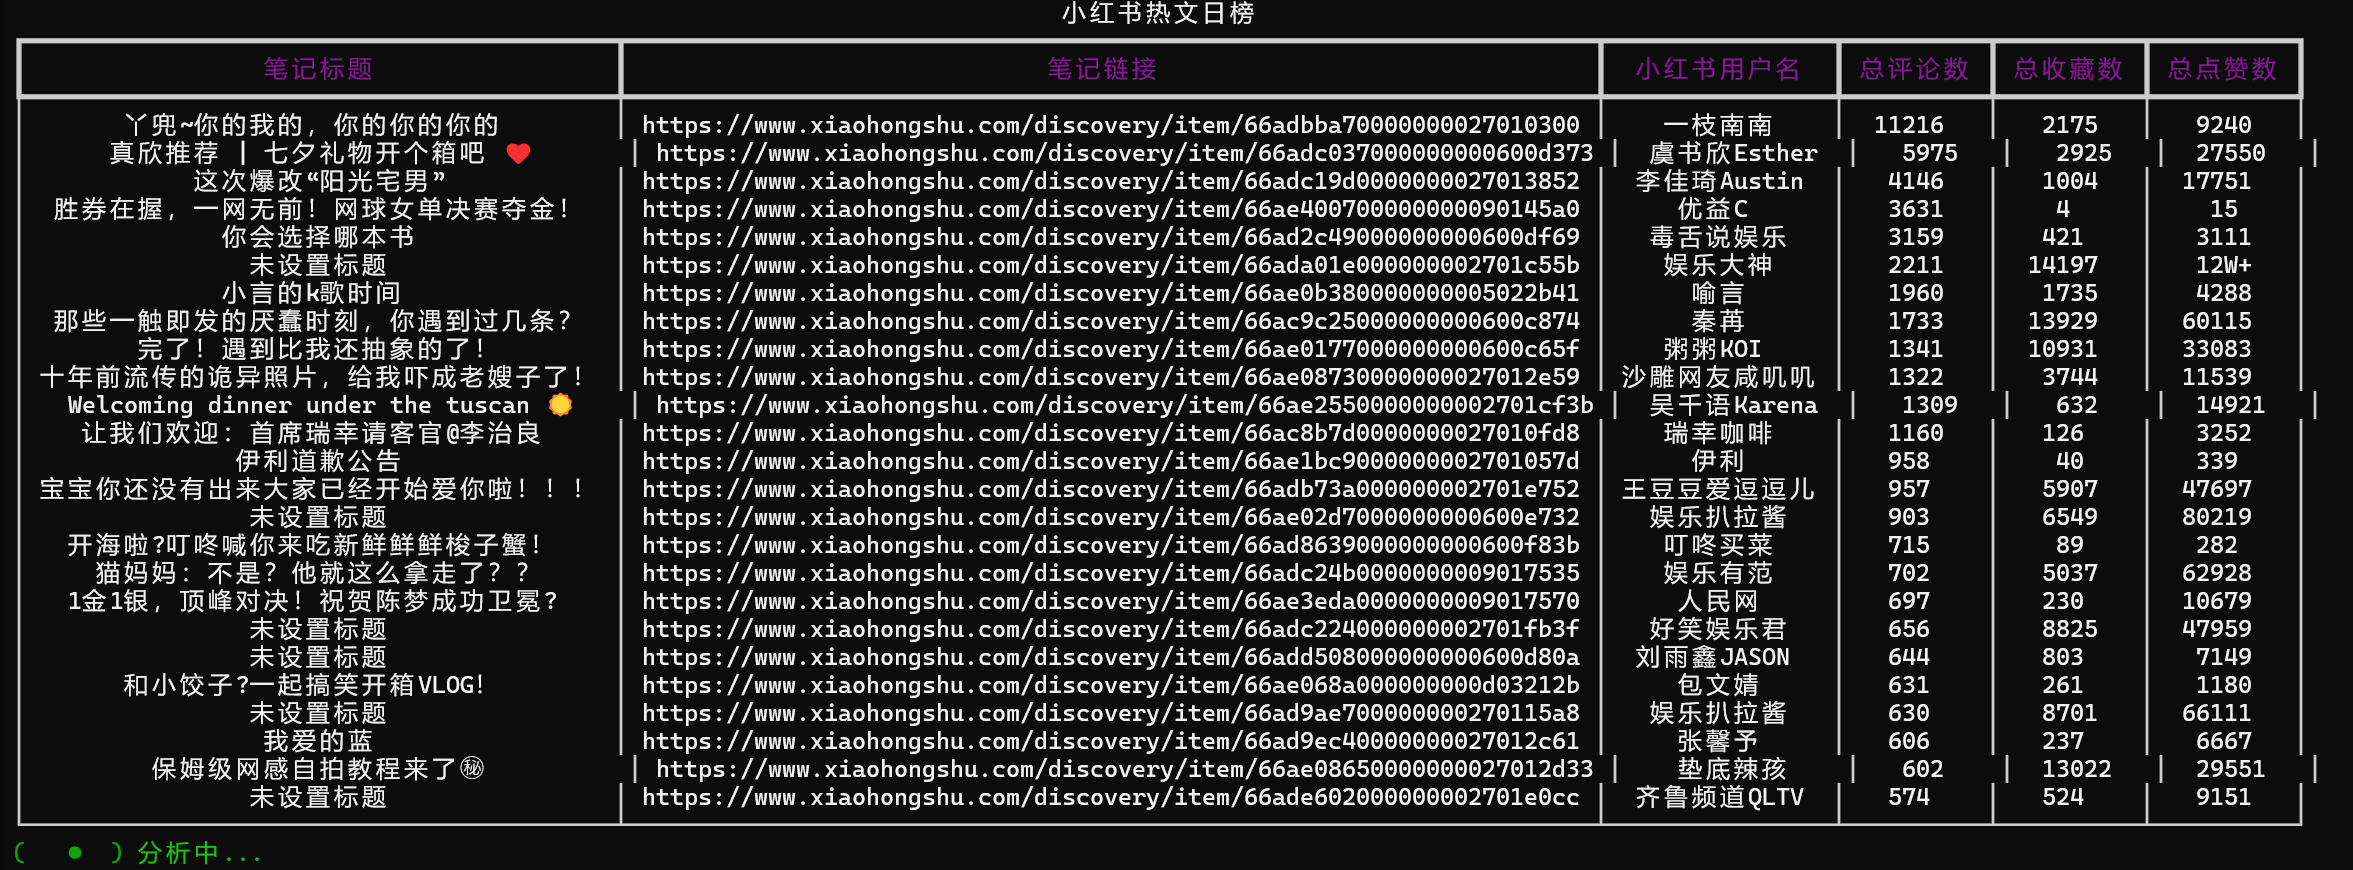 小红书热文日榜
笔记标题 笔记链接 小红书用户名 总评论数 总收藏数 总点赞数
丫兜~你的我的，你的你的你的 https://www.xiaohongshu.com/discovery/item/66adbba70000000027010300 一枝南南 11216 2175 9240
真欣推荐 | 七夕礼物开个箱吧 ❤️ https://www.xiaohongshu.com/discovery/item/66adc037000000000600d373 虞书欣Esther 5975 2925 27550
这次爆改“阳光宅男” https://www.xiaohongshu.com/discovery/item/66adc19d0000000027013852 李佳琦Austin 4146 1004 17751
胜券在握，一网无前！网球女单决赛夺金！ https://www.xiaohongshu.com/discovery/item/66ae400700000000090145a0 优益C 3631 4 15
你会选择哪本书 https://www.xiaohongshu.com/discovery/item/66ad2c49000000000600df69 毒舌说娱乐 3159 421 3111
未设置标题 https://www.xiaohongshu.com/discovery/item/66ada01e000000002701c55b 娱乐大神 2211 14197 12W+
小言的k歌时间 https://www.xiaohongshu.com/discovery/item/66ae0b380000000005022b41 喻言 1960 1735 4288
那些一触即发的厌蠢时刻，你遇到过几条？ https://www.xiaohongshu.com/discovery/item/66ac9c25000000000600c874 秦苒 1733 13929 60115
完了！遇到比我还抽象的了！ https://www.xiaohongshu.com/discovery/item/66ae0177000000000600c65f 粥粥KOI 1341 10931 33083
十年前流传的诡异照片，给我吓成老嫂子了！ https://www.xiaohongshu.com/discovery/item/66ae08730000000027012e59 沙雕网友咸叽叽 1322 3744 11539
Welcoming dinner under the tuscan 🌼 https://www.xiaohongshu.com/discovery/item/66ae2550000000002701cf3b 吴千语Karena 1309 632 14921
让我们欢迎：首席瑞幸请客官@李治良 https://www.xiaohongshu.com/discovery/item/66ac8b7d0000000027010fd8 瑞幸咖啡 1160 126 3252
伊利道歉公告 https://www.xiaohongshu.com/discovery/item/66ae1bc9000000002701057d 伊利 958 40 339
宝宝你还没有出来大家已经开始爱你啦！！！ https://www.xiaohongshu.com/discovery/item/66adb73a000000002701e752 王豆豆爱逗逗儿 957 5907 47697
未设置标题 https://www.xiaohongshu.com/discovery/item/66ae02d7000000000600e732 娱乐扒拉酱 903 6549 80219
开海啦?叮咚喊你来吃新鲜鲜鲜梭子蟹！ https://www.xiaohongshu.com/discovery/item/66ad8639000000000600f83b 叮咚买菜 715 89 282
猫妈妈：不是？他就这么拿走了？？ https://www.xiaohongshu.com/discovery/item/66adc24b0000000009017535 娱乐有范 702 5037 62928
1金1银，顶峰对决！祝贺陈梦成功卫冕？ https://www.xiaohongshu.com/discovery/item/66ae3eda0000000009017570 人民网 697 230 10679
未设置标题 https://www.xiaohongshu.com/discovery/item/66adc224000000002701fb3f 好笑娱乐君 656 8825 47959
未设置标题 https://www.xiaohongshu.com/discovery/item/66add508000000000600d80a 刘雨鑫JASON 644 803 7149
和小饺子?一起搞笑开箱VLOG！ https://www.xiaohongshu.com/discovery/item/66ae068a000000000d03212b 包文婧 631 261 1180
未设置标题 https://www.xiaohongshu.com/discovery/item/66ad9ae700000000270115a8 娱乐扒拉酱 630 8701 66111
我爱的蓝 https://www.xiaohongshu.com/discovery/item/66ad9ec40000000027012c61 张馨予 606 237 6667
保姆级网感自拍教程来了㊙ https://www.xiaohongshu.com/discovery/item/66ae08650000000027012d33 垫底辣孩 602 13022 29551
未设置标题 https://www.xiaohongshu.com/discovery/item/66ade602000000002701e0cc 齐鲁频道QLTV 574 524 9151
(   ●  ) 分析中...